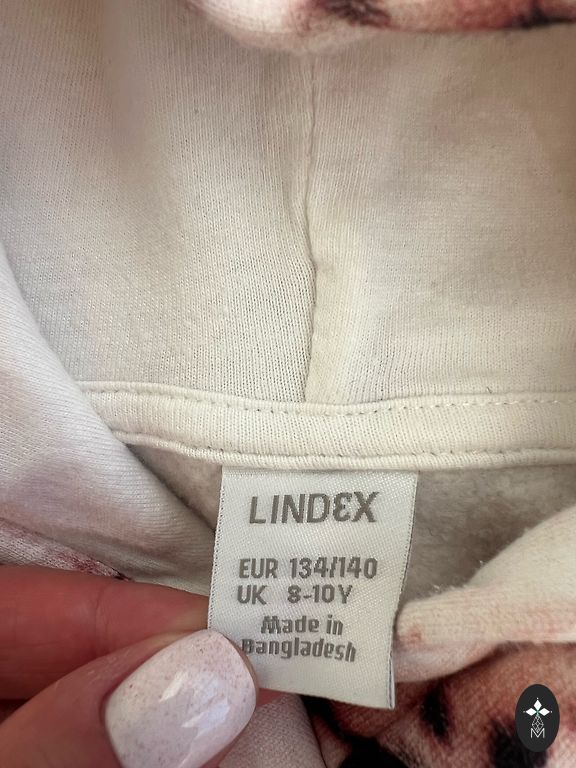 LINDEX
EUR 134/140
UK 8-10Y
Made in
Bangladesh
M